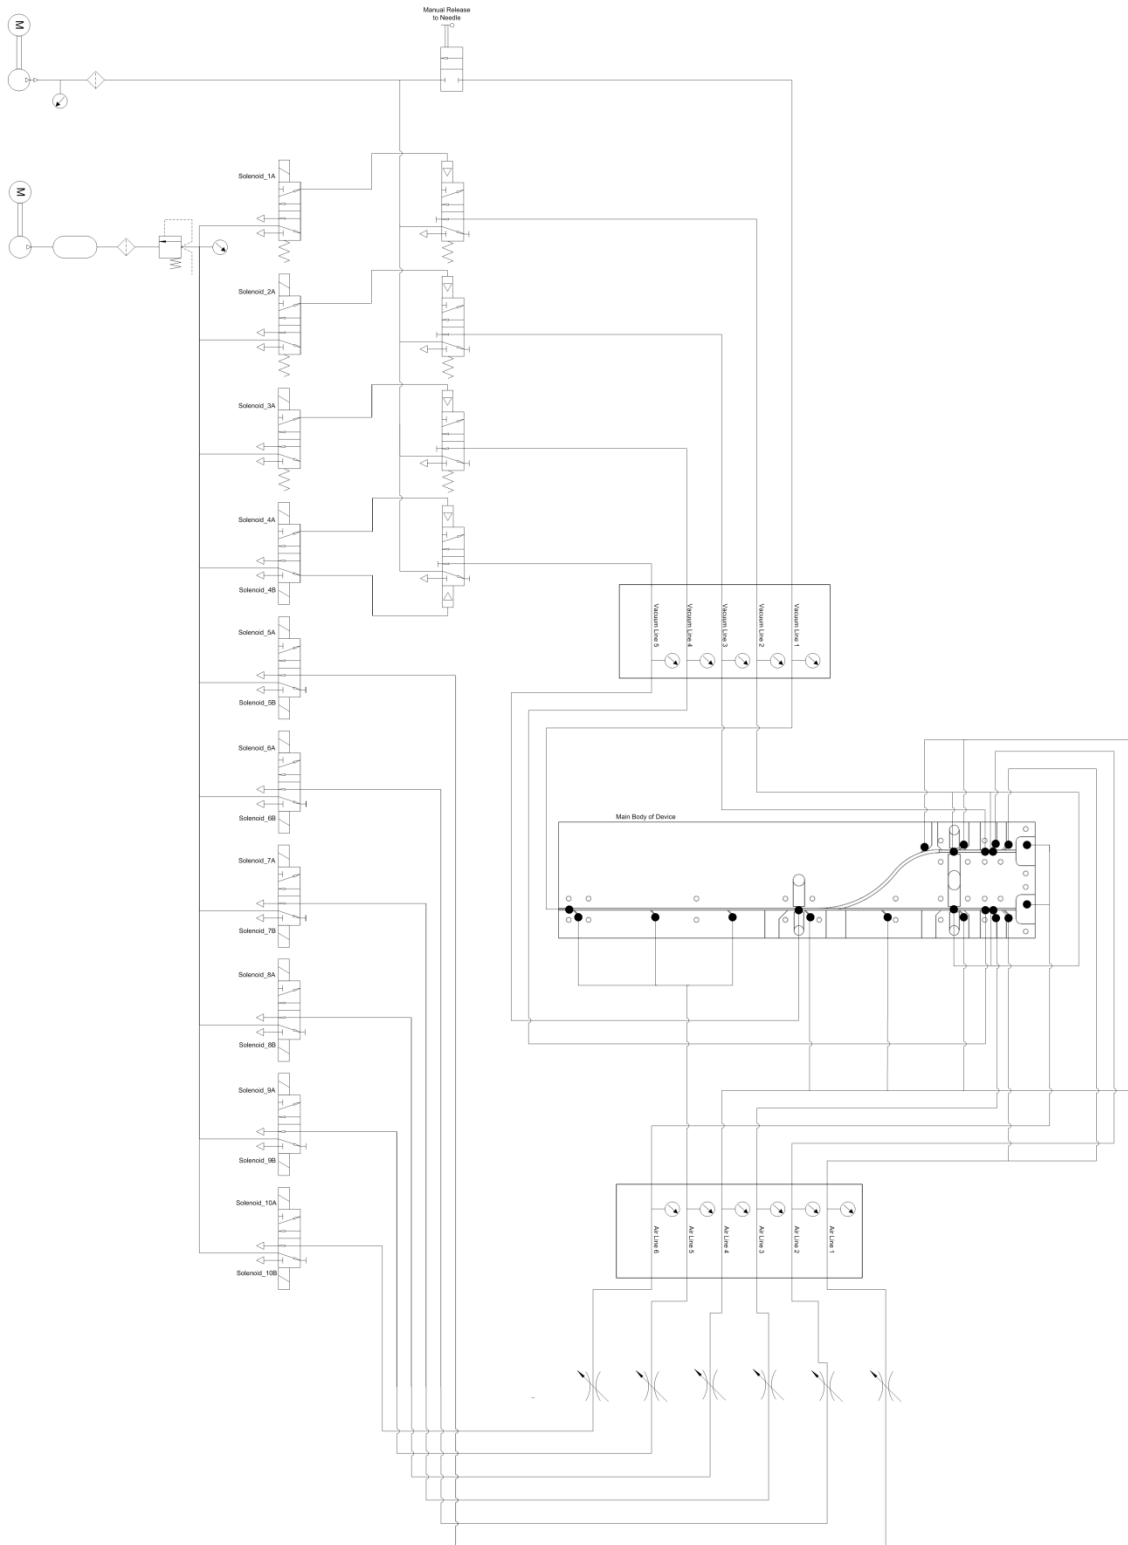 Manual Release
to Needle
M
Solenoid_1A
M
Solenoid_2A
Solenoid_3A
Solenoid_4A
Solenoid_4B
Solenoid_5A
Solenoid_5B
Solenoid_6A
Solenoid_6B
Solenoid_7A
Solenoid_7B
Solenoid_8A
Solenoid_8B
Solenoid_9A
Solenoid_9B
Solenoid_10A
Solenoid_10B
Vacuum Line 5
Vacuum Line 4
Vacuum Line 3
Vacuum Line 2
Vacuum Line 1
Main Body of Device
Air Line 6
Air Line 5
Air Line 4
Air Line 3
Air Line 2
Air Line 1